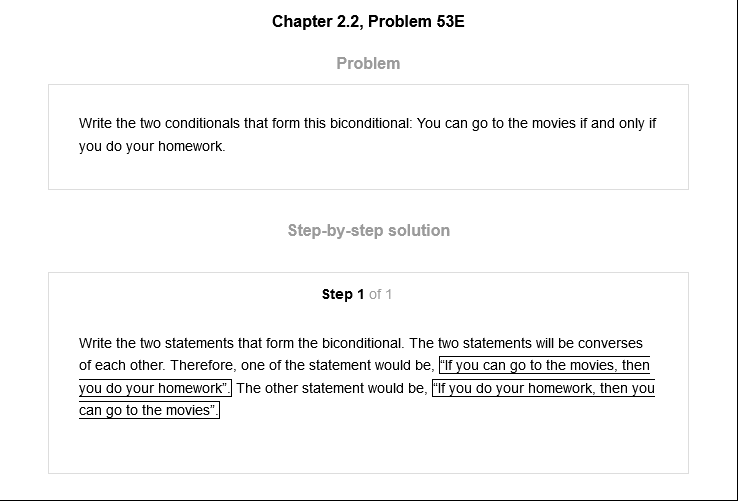 Chapter 2.2, Problem 53E
Problem
Write the two conditionals that form this biconditional: You can go to the movies if and only if
you do your homework.
Step-by-step solution
Step 1 of 1
Write the two statements that form the biconditional. The two statements will be converses
of each other. Therefore, one of the statement would be, “If you can go to the movies, then
you do your homework”. The other statement would be, “If you do your homework, then you
can go to the movies”.